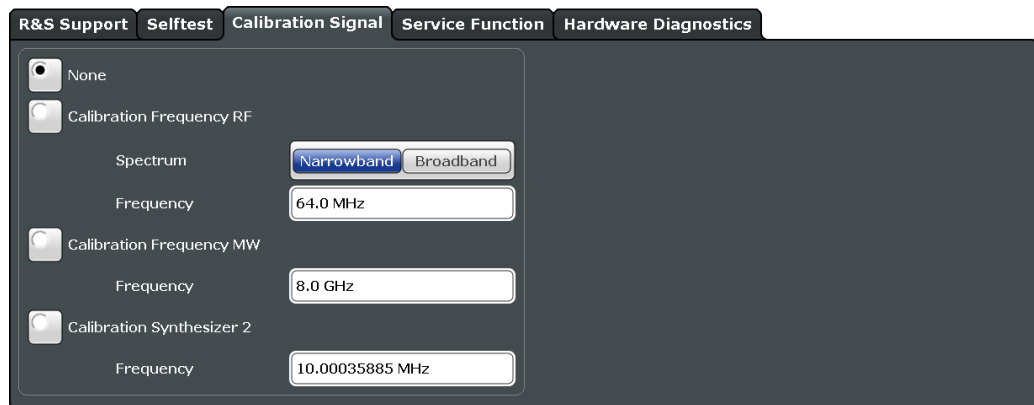 R&S Support Selftest Calibration Signal Service Function Hardware Diagnostics
None
Calibration Frequency RF
Spectrum Narrowband Broadband
Frequency 64.0 MHz
Calibration Frequency MW
Frequency 8.0 GHz
Calibration Synthesizer 2
Frequency 10.00035885 MHz